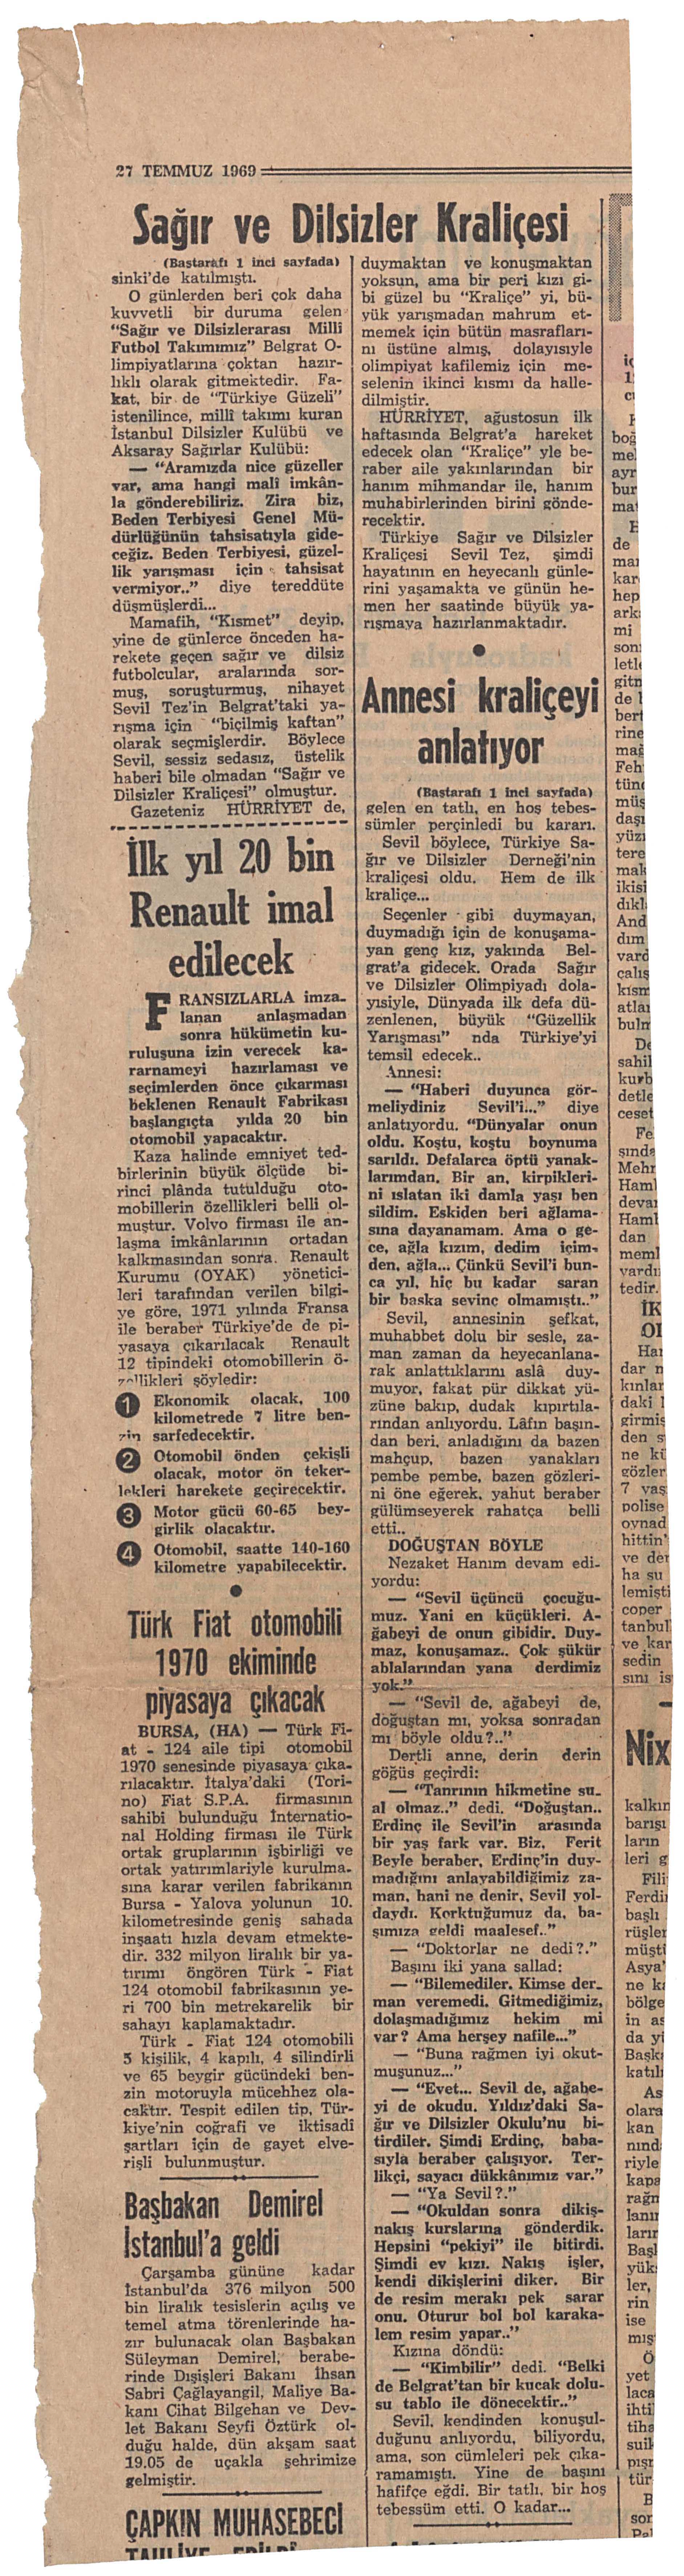 27 TEMMUZ 1969
Sağır ve Dilsizler Kraliçesi
(Baştarafı 1 inci sayfada)
sinki'de katılmıştı.
O günlerden beri çok daha
kuvvetli bir duruma gelen
"Sağır ve Dilsizlerarası Milli
Futbol Takımımız" Belgrat O-
limpiyatlarına çoktan hazır-
lıklı olarak gitmektedir. Fa-
kat, bir de "Türkiye Güzeli"
istenilince, millî takımı kuran
İstanbul Dilsizler Kulübü ve
Aksaray Sağırlar Kulübü:
— "Aramızda nice güzeller
var, ama hangi malî imkân-
la gönderebiliriz. Zira biz,
Beden Terbiyesi Genel Mü-
dürlüğünün tahsisatıyla gide-
ceğiz. Beden Terbiyesi, güzel-
lik yarışması için tahsisat
vermiyor.." diye tereddüte
düşmüşlerdi...
Mamafih, "Kısmet" deyip,
yine de günlerce önceden ha-
rekete geçen sağır ve dilsiz
futbolcular, aralarında sor-
muş, soruşturmuş, nihayet
Sevil Tez'in Belgrat'taki ya-
rışma için "biçilmiş kaftan"
olarak seçmişlerdir. Böylece
Sevil, sessiz sedasız, üstelik
haberi bile olmadan "Sağır ve
Dilsizler Kraliçesi" olmuştur.
Gazeteniz HÜRRİYET de,
duymaktan ve konuşmaktan
yoksun, ama bir peri kızı gi-
bi güzel bu "Kraliçe" yi, bü-
yük yarışmadan mahrum et-
memek için bütün masrafları-
nı üstüne almış, dolayısiyle
olimpiyat kafilemiz için me-
selenin ikinci kısmı da halle-
dilmiştir.
HÜRRİYET, ağustosun ilk
haftasında Belgrat'a hareket
edecek olan "Kraliçe" yle be-
raber aile yakınlarından bir
hanım mihmandar ile, hanım
muhabirlerinden birini gönde-
recektir.
Türkiye Sağır ve Dilsizler
Kraliçesi Sevil Tez, şimdi
hayatının en heyecanlı günle-
rini yaşamakta ve günün he-
men her saatinde büyük ya-
rışmaya hazırlanmaktadır.
Annesi kraliçeyi
anlatıyor
(Baştarafı 1 inci sayfada)
gelen en tatlı, en hoş tebes-
sümler perçinledi bu kararı.
Sevil böylece, Türkiye Sa-
ğır ve Dilsizler Derneği'nin
kraliçesi oldu. Hem de ilk
kraliçe...
Seçenler gibi duymayan,
duymadığı için de konuşama-
yan genç kız, yakında Bel-
grat'a gidecek. Orada Sağır
ve Dilsizler Olimpiyadı dola-
yısiyle, Dünyada ilk defa dü-
zenlenen, büyük "Güzellik
Yarışması" nda Türkiye'yi
temsil edecek..
Annesi:
— "Haberi duyunca gör-
meliydiniz Sevil'i..." diye
anlatıyordu. "Dünyalar onun
oldu. Koştu, koştu boynuma
sarıldı. Defalarca öptü yanak-
larımdan. Bir an, kirpikleri-
ni ıslatan iki damla yaşı ben
sildim. Eskiden beri ağlama-
sına dayanamam. Ama o ge-
ce, ağla kızım, dedim içim-
den, ağla... Çünkü Sevil'i bun-
ca yıl, hiç bu kadar saran
bir başka sevinç olmamıştı.."
Sevil, annesinin şefkat,
muhabbet dolu bir sesle, za-
man zaman da heyecanlana-
rak anlattıklarını aslâ duy-
muyor, fakat pür dikkat yü-
züne bakıp, dudak kıpırtıla-
rından anlıyordu. Lâfın başın-
dan beri, anladığını da bazen
mahçup, bazen yanakları
pembe pembe, bazen gözleri-
ni öne eğerek, yahut beraber
gülümseyerek rahatça belli
etti..
DOĞUŞTAN BÖYLE
Nezaket Hanım devam edi-
yordu:
— "Sevil üçüncü çocuğu-
muz. Yani en küçükleri. A-
ğabeyi de onun gibidir. Duy-
maz, konuşamaz.. Çok şükür
ablalarından yana derdimiz
yok."
— "Sevil de, ağabeyi de,
doğuştan mı, yoksa sonradan
mı böyle oldu?.."
Dertli anne, derin derin
göğüs geçirdi:
— "Tanrının hikmetine su-
al olmaz.." dedi. "Doğuştan..
Erdinç ile Sevil'in arasında
bir yaş fark var. Biz, Ferit
Beyle beraber, Erdinç'in duy-
madığını anlayabildiğimiz za-
man, hani ne denir, Sevil yol-
daydı. Korktuğumuz da, ba-
şımıza geldi maalesef.."
— "Doktorlar ne dedi?."
Başını iki yana salladı:
— "Bilemediler. Kimse der-
man veremedi. Gitmediğimiz,
dolaşmadığımız hekim mi
var? Ama herşey nafile..."
— "Buna rağmen iyi okut-
muşunuz..."
— "Evet... Sevil de, ağabe-
yi de okudu. Yıldız'daki Sa-
ğır ve Dilsizler Okulu'nu bi-
tirdiler. Şimdi Erdinç, baba-
sıyla beraber çalışıyor. Ter-
likçi, sayacı dükkânımız var."
— "Ya Sevil?."
— "Okuldan sonra dikiş-
nakış kurslarına gönderdik.
Hepsini "pekiyi" ile bitirdi.
Şimdi ev kızı. Nakış işler,
kendi dikişlerini diker. Bir
de resim merakı pek sarar
onu. Oturur bol bol karaka-
lem resim yapar.."
Kızına döndü:
— "Kimbilir" dedi. "Belki
de Belgrat'tan bir kucak dolu-
su tablo ile dönecektir.."
Sevil, kendinden konuşul-
duğunu anlıyordu, biliyordu,
ama, son cümleleri pek çıka-
ramamıştı. Yine de başını
hafifçe eğdi. Bir tatlı, bir hoş
tebessüm etti. O kadar...
İlk yıl 20 bin
Renault imal
edilecek
FRANSIZLARLA imza-
lanan anlaşmadan
sonra hükümetin ku-
ruluşuna izin verecek ka-
rarnameyi hazırlaması ve
seçimlerden önce çıkarması
beklenen Renault Fabrikası
başlangıçta yılda 20 bin
otomobil yapacaktır.
Kaza halinde emniyet ted-
birlerinin büyük ölçüde bi-
rinci plânda tutulduğu oto-
mobillerin özellikleri belli ol-
muştur. Volvo firması ile an-
laşma imkânlarının ortadan
kalkmasından sonra. Renault
Kurumu (OYAK) yönetici-
leri tarafından verilen bilgi-
ye göre, 1971 yılında Fransa
ile beraber Türkiye'de de pi-
yasaya çıkarılacak Renault
12 tipindeki otomobillerin ö-
zellikleri şöyledir:
1 Ekonomik olacak, 100
kilometrede 7 litre ben-
zin sarfedecektir.
2 Otomobil önden çekişli
olacak, motor ön teker-
lekleri harekete geçirecektir.
3 Motor gücü 60-65 bey-
girlik olacaktır.
4 Otomobil, saatte 140-160
kilometre yapabilecektir.
Türk Fiat otomobili
1970 ekiminde
piyasaya çıkacak
BURSA, (HA) — Türk Fi-
at - 124 aile tipi otomobil
1970 senesinde piyasaya çıka-
rılacaktır. İtalya'daki (Tori-
no) Fiat S.P.A. firmasının
sahibi bulunduğu İnternatio-
nal Holding firması ile Türk
ortak gruplarının işbirliği ve
ortak yatırımlariyle kurulma-
sına karar verilen fabrikanın
Bursa - Yalova yolunun 10.
kilometresinde geniş sahada
inşaatı hızla devam etmekte-
dir. 332 milyon liralık bir ya-
tırımı öngören Türk - Fiat
124 otomobil fabrikasının ye-
ri 700 bin metrekarelik bir
sahayı kaplamaktadır.
Türk - Fiat 124 otomobili
5 kişilik, 4 kapılı, 4 silindirli
ve 65 beygir gücündeki ben-
zin motoruyla mücehhez ola-
caktır. Tespit edilen tip, Tür-
kiye'nin coğrafi ve iktisadî
şartları için de gayet elve-
rişli bulunmuştur.
Başbakan Demirel
İstanbul'a geldi
Çarşamba gününe kadar
İstanbul'da 376 milyon 500
bin liralık tesislerin açılış ve
temel atma törenlerinde ha-
zır bulunacak olan Başbakan
Süleyman Demirel, berabe-
rinde Dışişleri Bakanı İhsan
Sabri Çağlayangil, Maliye Ba-
kanı Cihat Bilgehan ve Dev-
let Bakanı Seyfi Öztürk ol-
duğu halde, dün akşam saat
19.05 de uçakla şehrimize
gelmiştir.
ÇAPKIN MUHASEBECİ
Nix